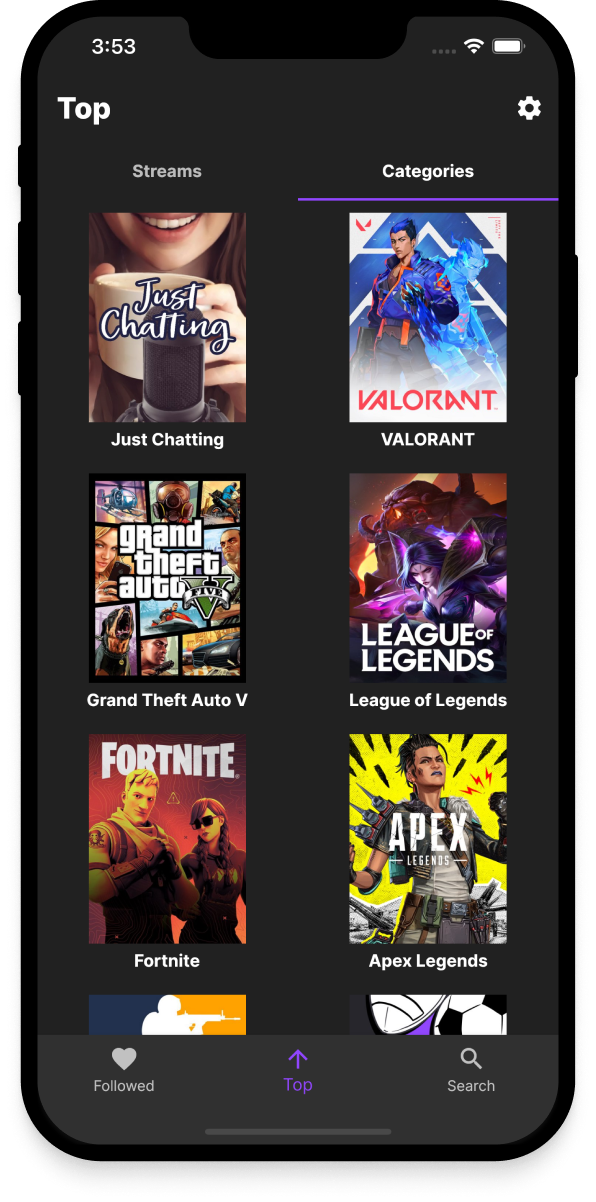 3:53
Top
Streams
Categories
Just
Chatting
VALORANT
Just Chatting
VALORANT
grand
theft
auto
FIVE
V
LEAGUE OF
LEGENDS
Grand Theft Auto V
League of Legends
FORTNITE
APEX
LEGENDS
Fortnite
Apex Legends
Followed
Top
Search